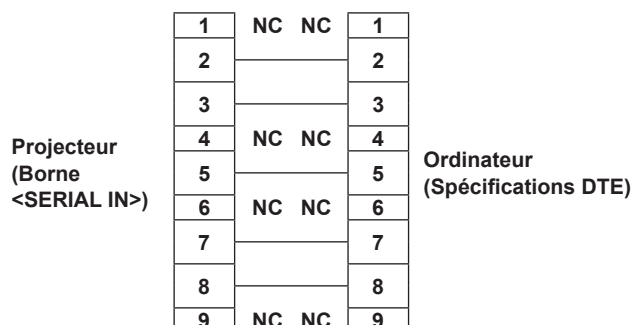 Projecteur
(Borne
<SERIAL IN>)
1 NC NC 1
2 2
3 3
4 NC NC 4
5 5
6 NC NC 6
7 7
8 8
9 NC NC 9
Ordinateur
(Spécifications DTE)